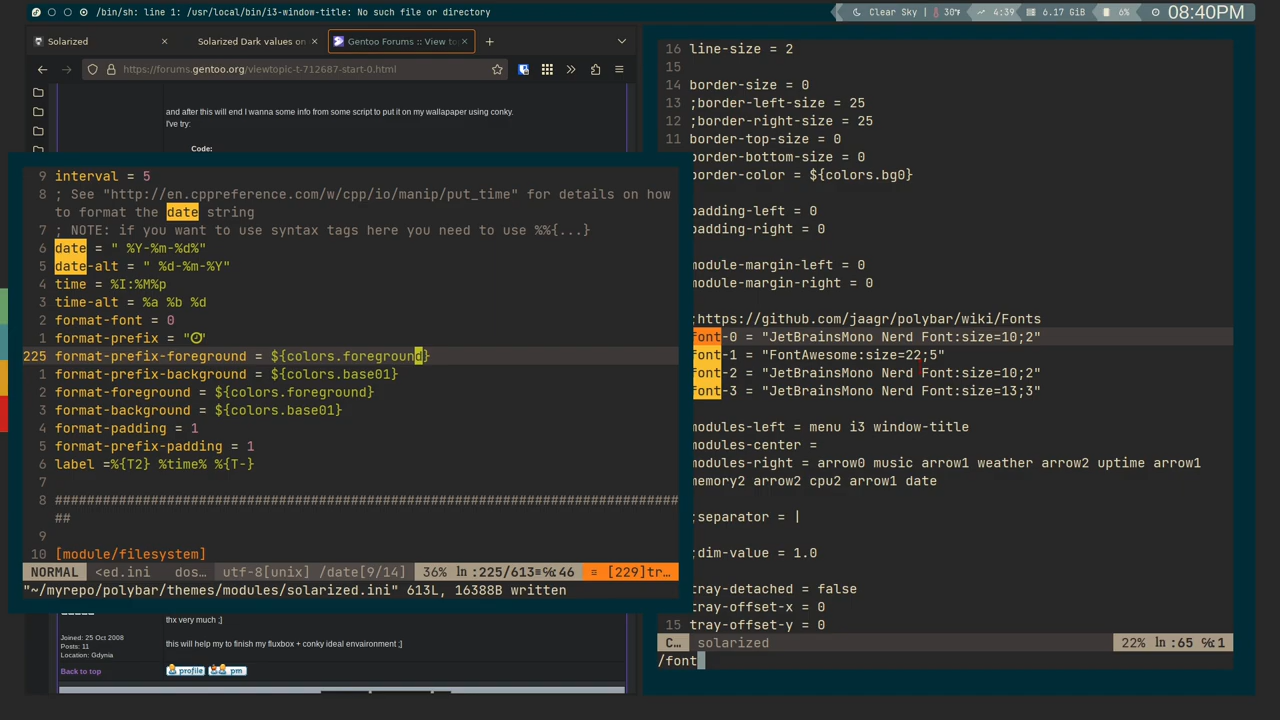 /bin/sh: line 1: /usr/local/bin/i3-window-title: No such file or directory
Clear Sky | 30°F 4:39 6.17 GiB 6% 08:40PM
Solarized
Solarized Dark values on
Gentoo Forums :: View to
https://forums.gentoo.org/viewtopic-t-712687-start-0.html
and after this will end I wanna some info from some script to put it on my wallapaper using conky.
I've try:
Code:
9 interval = 5
8 ; See "http://en.cppreference.com/w/cpp/io/manip/put_time" for details on how
to format the date string
7 ; NOTE: if you want to use syntax tags here you need to use %%{...}
6 date = " %Y-%m-%d%"
5 date-alt = " %d-%m-%Y"
4 time = %I:%M%p
3 time-alt = %a %b %d
2 format-font = 0
1 format-prefix = "⏲"
225 format-prefix-foreground = ${colors.foreground}
1 format-prefix-background = ${colors.base01}
2 format-foreground = ${colors.foreground}
3 format-background = ${colors.base01}
4 format-padding = 1
5 format-prefix-padding = 1
6 label =%{T2} %time% %{T-}
7
8 ##############################################################################
##
9
10 [module/filesystem]
NORMAL <ed.ini dos… utf-8[unix] /date[9/14] 36% ln :225/613≡℅46 ≡ [229]tr…
"~/myrepo/polybar/themes/modules/solarized.ini" 613L, 16388B written
thx very much ;]
Joined: 25 Oct 2008
Posts: 11
Location: Gdynia
this will help my to finish my fluxbox + conky ideal envaironment ;]
Back to top
profile pm
16 line-size = 2
15
14 border-size = 0
13 ;border-left-size = 25
12 ;border-right-size = 25
11 border-top-size = 0
border-bottom-size = 0
border-color = ${colors.bg0}
padding-left = 0
padding-right = 0
module-margin-left = 0
module-margin-right = 0
;https://github.com/jaagr/polybar/wiki/Fonts
font-0 = "JetBrainsMono Nerd Font:size=10;2"
font-1 = "FontAwesome:size=22;5"
font-2 = "JetBrainsMono Nerd Font:size=10;2"
font-3 = "JetBrainsMono Nerd Font:size=13;3"
modules-left = menu i3 window-title
modules-center =
modules-right = arrow0 music arrow1 weather arrow2 uptime arrow1
memory2 arrow2 cpu2 arrow1 date
;separator = |
;dim-value = 1.0
tray-detached = false
tray-offset-x = 0
15 tray-offset-y = 0
C… solarized 22% ln :65 ℅1
/font